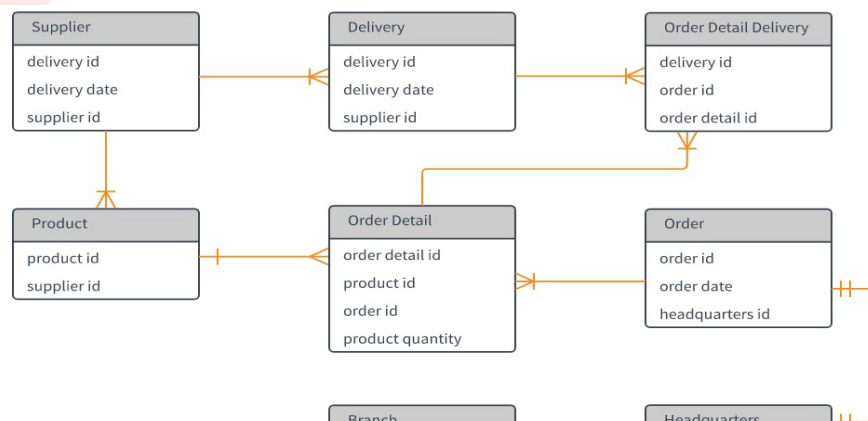 Supplier
delivery id
delivery date
supplier id
Delivery
delivery id
delivery date
supplier id
Order Detail Delivery
delivery id
order id
order detail id
Product
product id
supplier id
Order Detail
order detail id
product id
order id
product quantity
Order
order id
order date
headquarters id
Branch
Headquarters